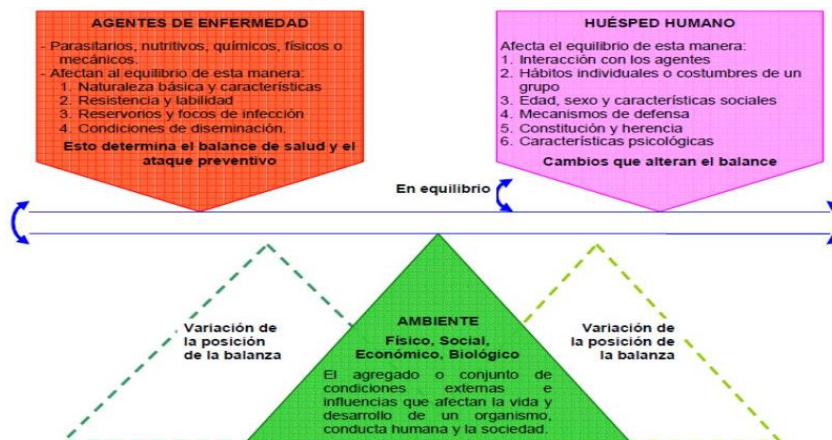 AGENTES DE ENFERMEDAD
- Parasitarios, nutritivos, químicos, físicos o
mecánicos.
- Afectan al equilibrio de esta manera:
1. Naturaleza básica y características
2. Resistencia y labilidad
3. Reservorios y focos de infección
4. Condiciones de diseminación.
Esto determina el balance de salud y el
ataque preventivo
HUÉSPED HUMANO
Afecta el equilibrio de esta manera:
1. Interacción con los agentes
2. Hábitos individuales o costumbres de un
grupo
3. Edad, sexo y características sociales
4. Mecanismos de defensa
5. Constitución y herencia
6. Características psicológicas
Cambios que alteran el balance
En equilibrio
Variación de
la posición
de la balanza
AMBIENTE
Físico, Social,
Económico, Biológico
El agregado o conjunto de
condiciones externas e
influencias que afectan la vida y
desarrollo de un organismo,
conducta humana y la sociedad.
Variación de
la posición de
la balanza